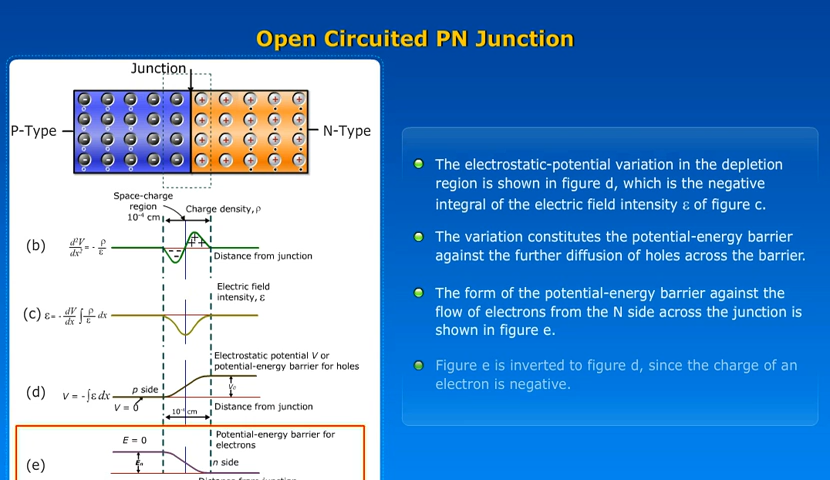 Open Circuited PN Junction
Junction
P-Type
N-Type
Space-charge
region
10⁻⁶ cm
Charge density, ρ
(b)
d²V/dx² = - ρ/ε
Distance from junction
Electric field
intensity, ε
(c) ε = - dV/dx ∫ ρ/ε dx
Electrostatic potential V or
potential-energy barrier for holes
(d)
V = -∫ε dx
p side
V₀
V = 0
10⁻⁶ cm
Distance from junction
E = 0
Potential-energy barrier for
electrons
(e)
E₀
n side
Distance from junction
The electrostatic-potential variation in the depletion
region is shown in figure d, which is the negative
integral of the electric field intensity ε of figure c.
The variation constitutes the potential-energy barrier
against the further diffusion of holes across the barrier.
The form of the potential-energy barrier against the
flow of electrons from the N side across the junction is
shown in figure e.
Figure e is inverted to figure d, since the charge of an
electron is negative.